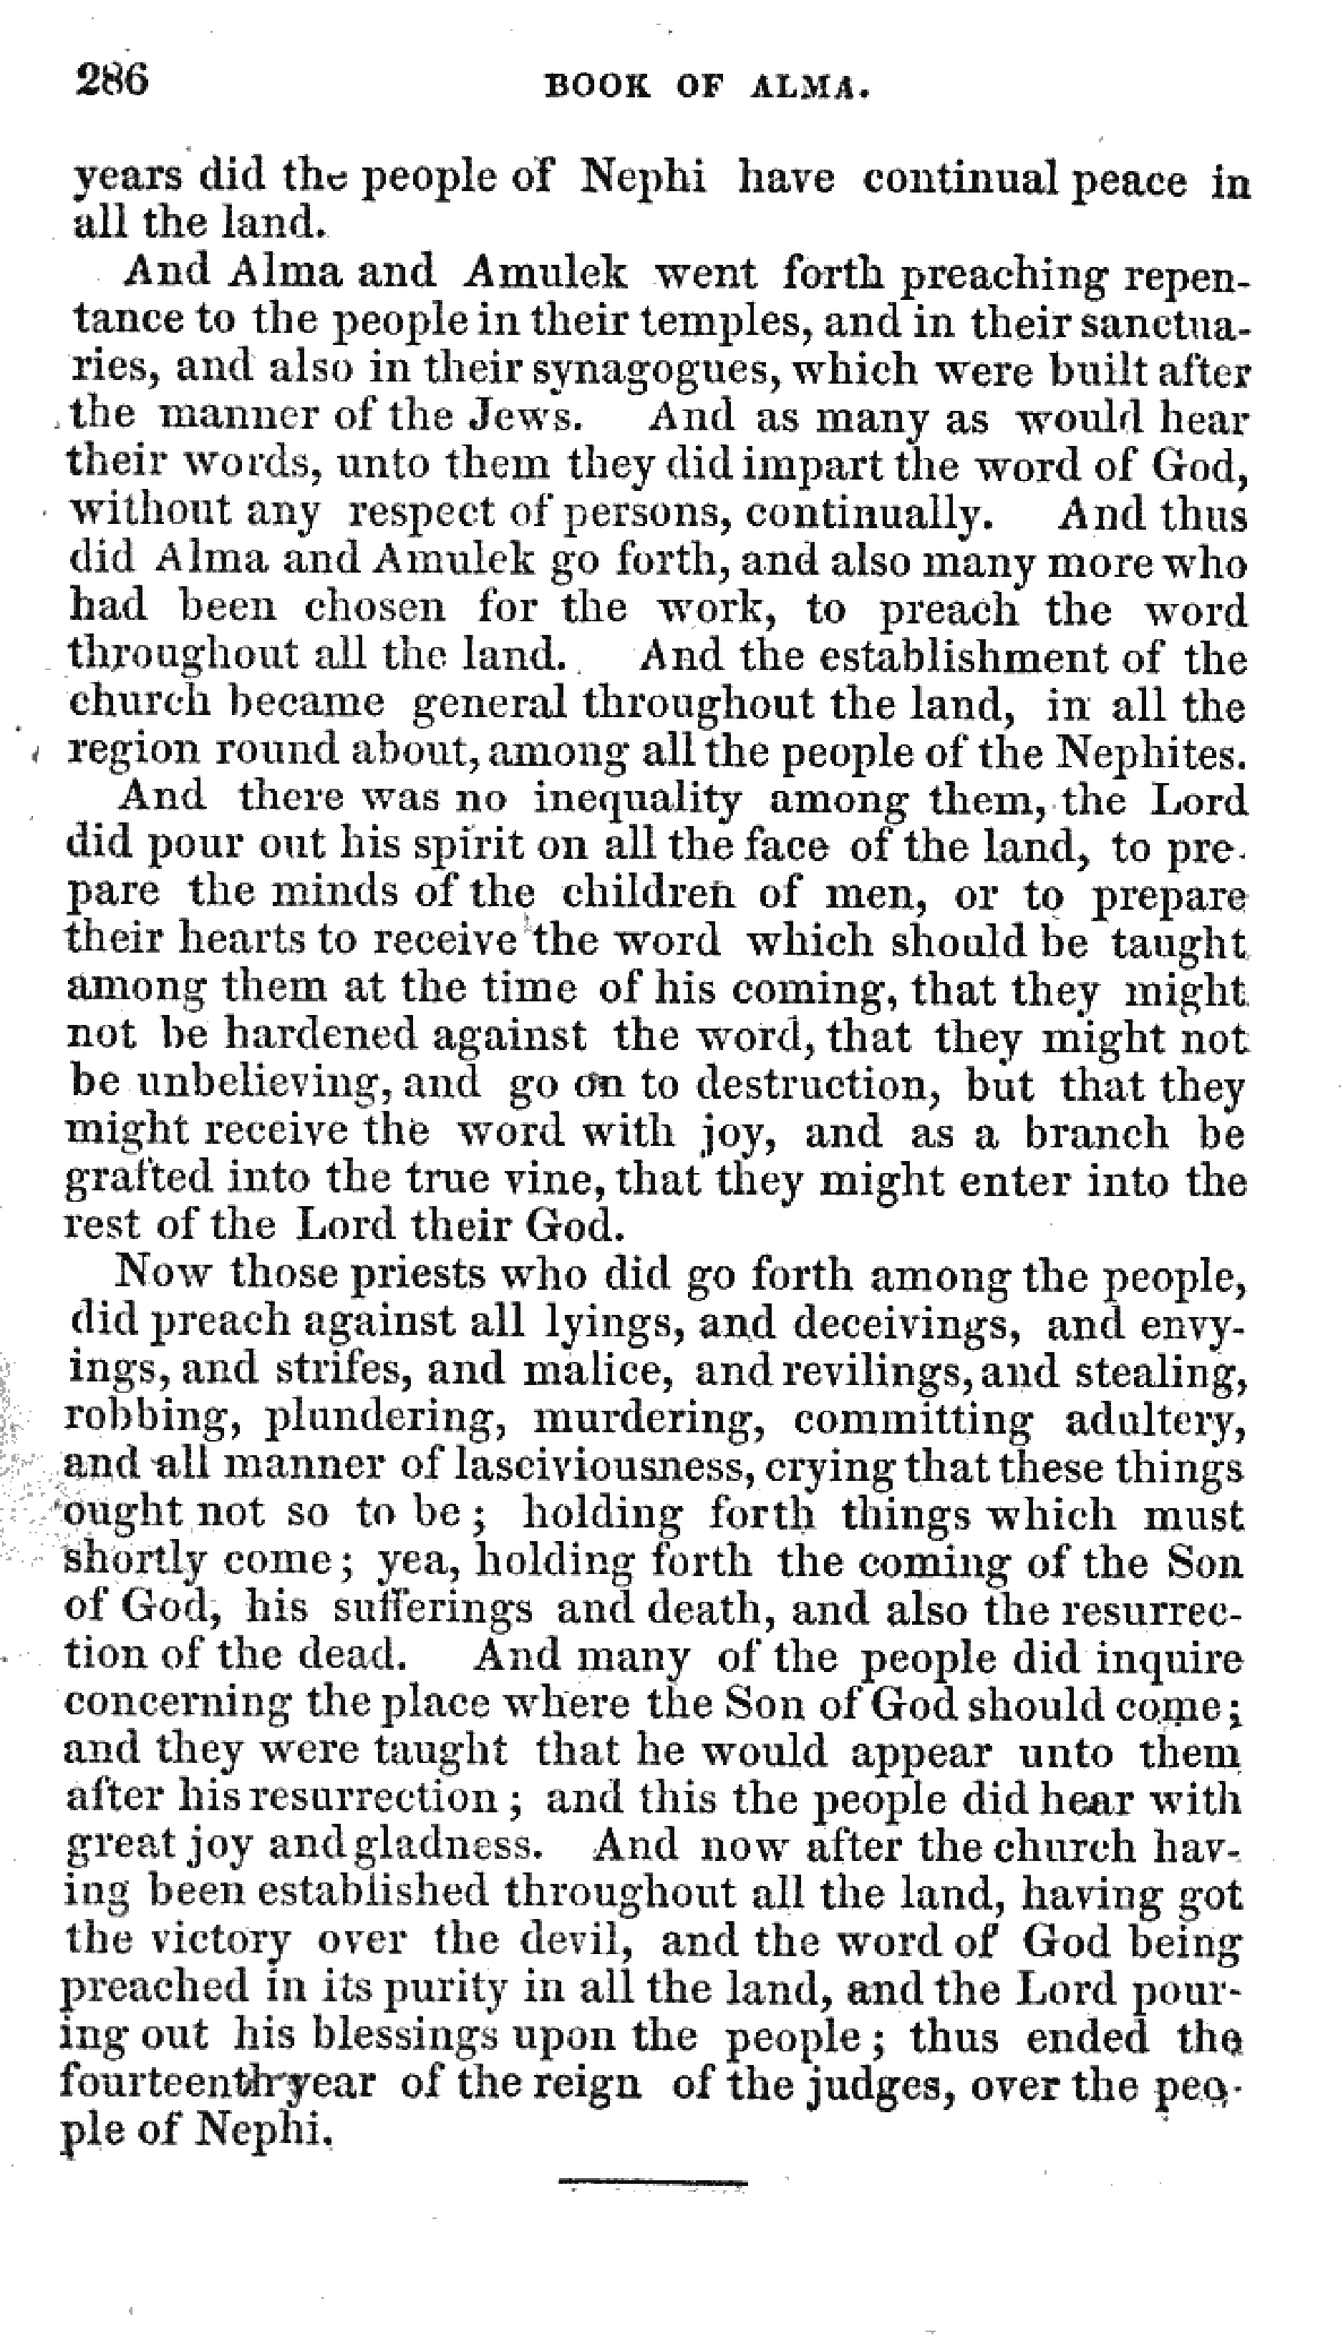 286 BOOK OF ALMA.
years did the people of Nephi have continual peace in
all the land.
And Alma and Amulek went forth preaching repen-
tance to the people in their temples, and in their sanctua-
ries, and also in their synagogues, which were built after
the manner of the Jews. And as many as would hear
their words, unto them they did impart the word of God,
without any respect of persons, continually. And thus
did Alma and Amulek go forth, and also many more who
had been chosen for the work, to preach the word
throughout all the land. And the establishment of the
church became general throughout the land, in all the
region round about, among all the people of the Nephites.
And there was no inequality among them, the Lord
did pour out his spirit on all the face of the land, to pre-
pare the minds of the children of men, or to prepare
their hearts to receive the word which should be taught
among them at the time of his coming, that they might
not be hardened against the word, that they might not
be unbelieving, and go on to destruction, but that they
might receive the word with joy, and as a branch be
grafted into the true vine, that they might enter into the
rest of the Lord their God.
Now those priests who did go forth among the people,
did preach against all lyings, and deceivings, and envy-
ings, and strifes, and malice, and revilings, and stealing,
robbing, plundering, murdering, committing adultery,
and all manner of lasciviousness, crying that these things
ought not so to be; holding forth things which must
shortly come; yea, holding forth the coming of the Son
of God, his sufferings and death, and also the resurrec-
tion of the dead. And many of the people did inquire
concerning the place where the Son of God should come;
and they were taught that he would appear unto them
after his resurrection; and this the people did hear with
great joy and gladness. And now after the church hav-
ing been established throughout all the land, having got
the victory over the devil, and the word of God being
preached in its purity in all the land, and the Lord pour-
ing out his blessings upon the people; thus ended the
fourteenth year of the reign of the judges, over the peo-
ple of Nephi.